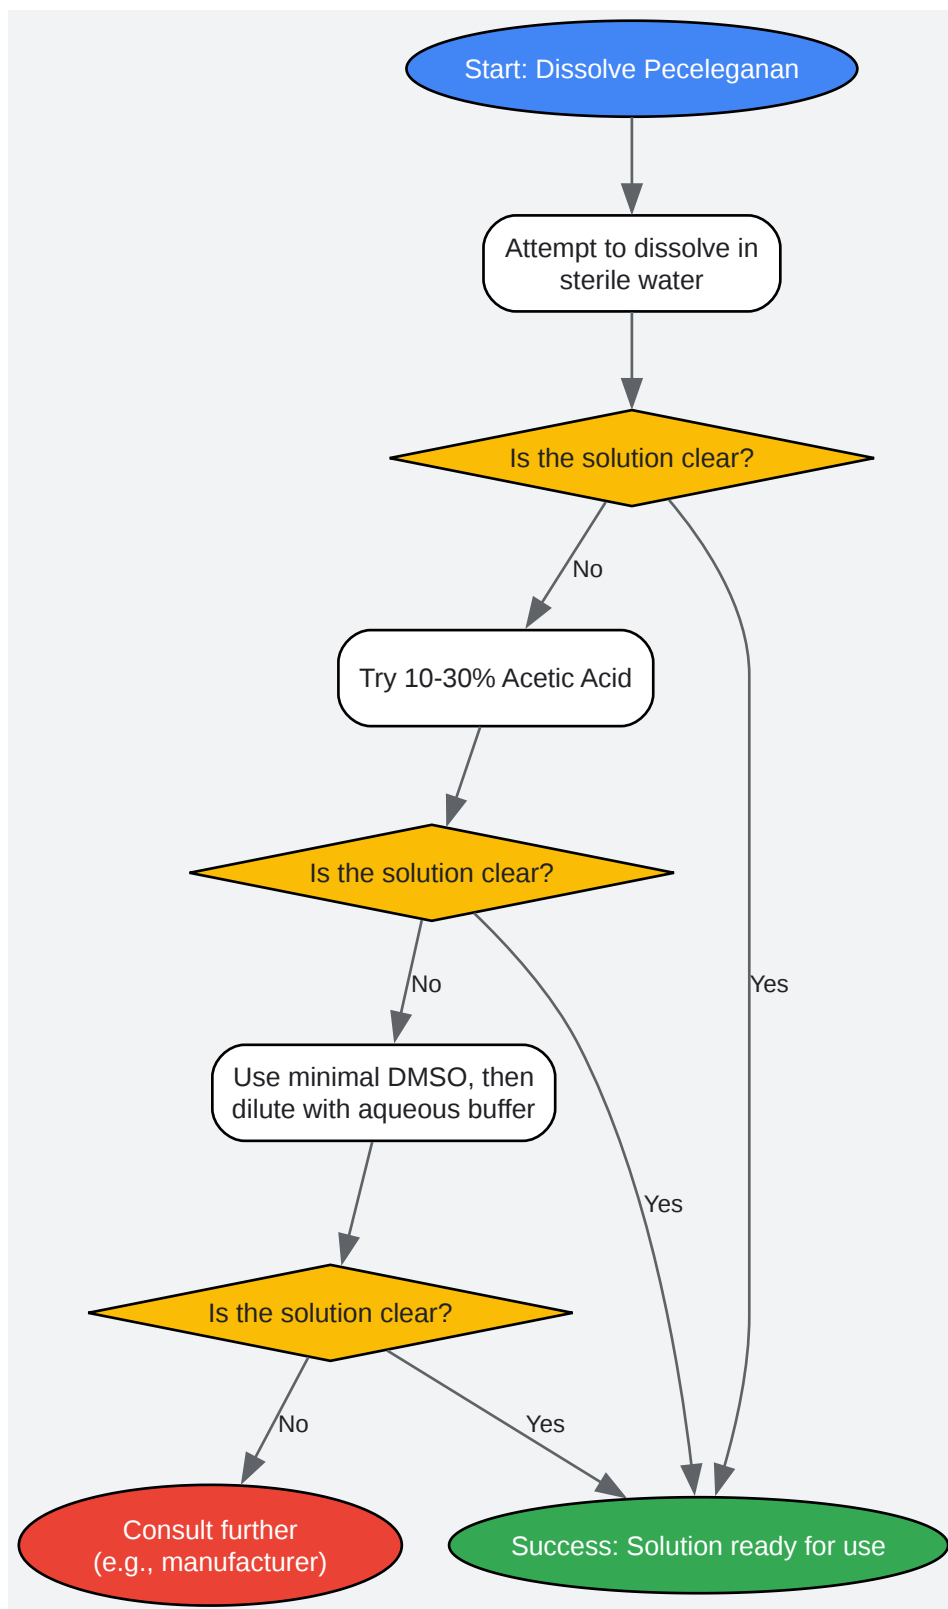 Start: Dissolve Peceleganan
Attempt to dissolve in
sterile water
Is the solution clear?
No
Try 10-30% Acetic Acid
Is the solution clear?
No
Yes
Use minimal DMSO, then
dilute with aqueous buffer
Yes
Is the solution clear?
No
Yes
Consult further
(e.g., manufacturer)
Success: Solution ready for use